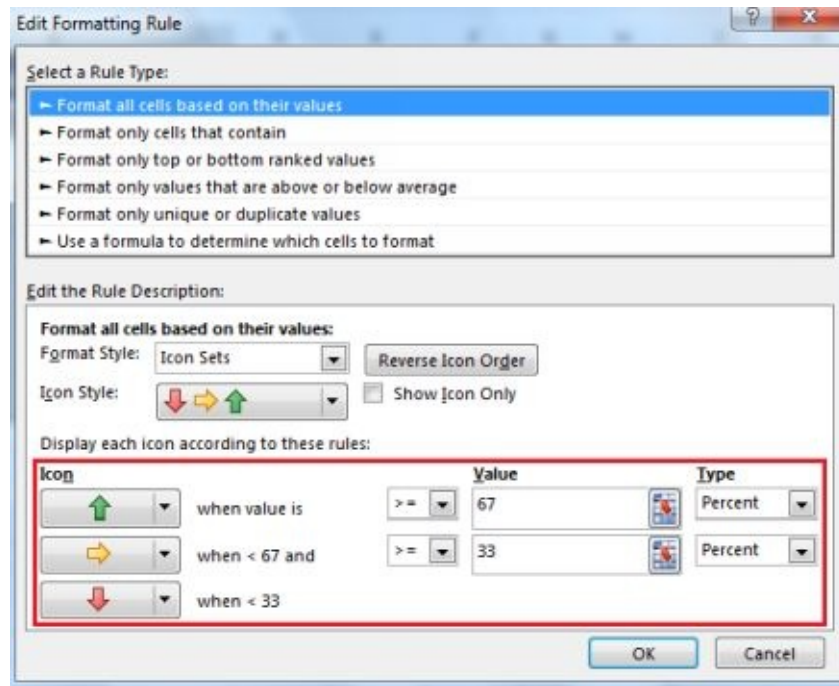 Edit Formatting Rule
?
Select a Rule Type:
► Format all cells based on their values
► Format only cells that contain
► Format only top or bottom ranked values
► Format only values that are above or below average
► Format only unique or duplicate values
► Use a formula to determine which cells to format
Edit the Rule Description:
Format all cells based on their values:
Format Style: Icon Sets Reverse Icon Order
Icon Style: Show Icon Only
Display each icon according to these rules:
Icon Value Type
when value is >= 67 Percent
when < 67 and >= 33 Percent
when < 33
OK Cancel